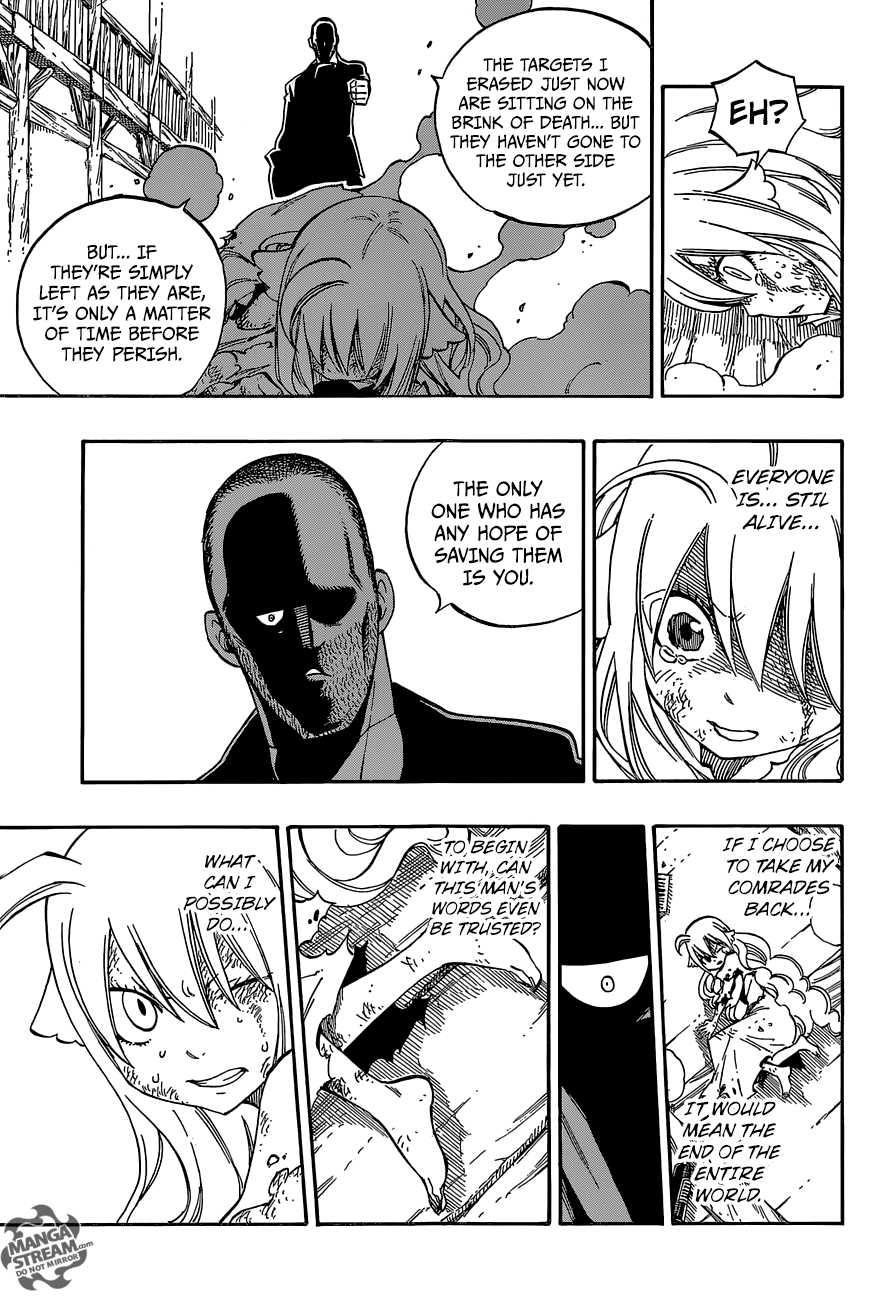 EH?
THE TARGETS I
ERASED JUST NOW
ARE SITTING ON THE
BRINK OF DEATH... BUT
THEY HAVEN'T GONE TO
THE OTHER SIDE
JUST YET.
BUT... IF
THEY'RE SIMPLY
LEFT AS THEY ARE,
IT'S ONLY A MATTER
OF TIME BEFORE
THEY PERISH.
EVERYONE
IS... STIL
ALIVE...
THE ONLY
ONE WHO HAS
ANY HOPE OF
SAVING THEM
IS YOU.
IF I CHOOSE
TO TAKE MY
COMRADES
BACK...!
IT WOULD
MEAN THE
END OF THE
ENTIRE
WORLD.
TO BEGIN
WITH, CAN
THIS MAN'S
WORDS EVEN
BE TRUSTED?
WHAT
CAN I
POSSIBLY
DO...
MANGA
STREAM.COM
DO NOT MIRROR